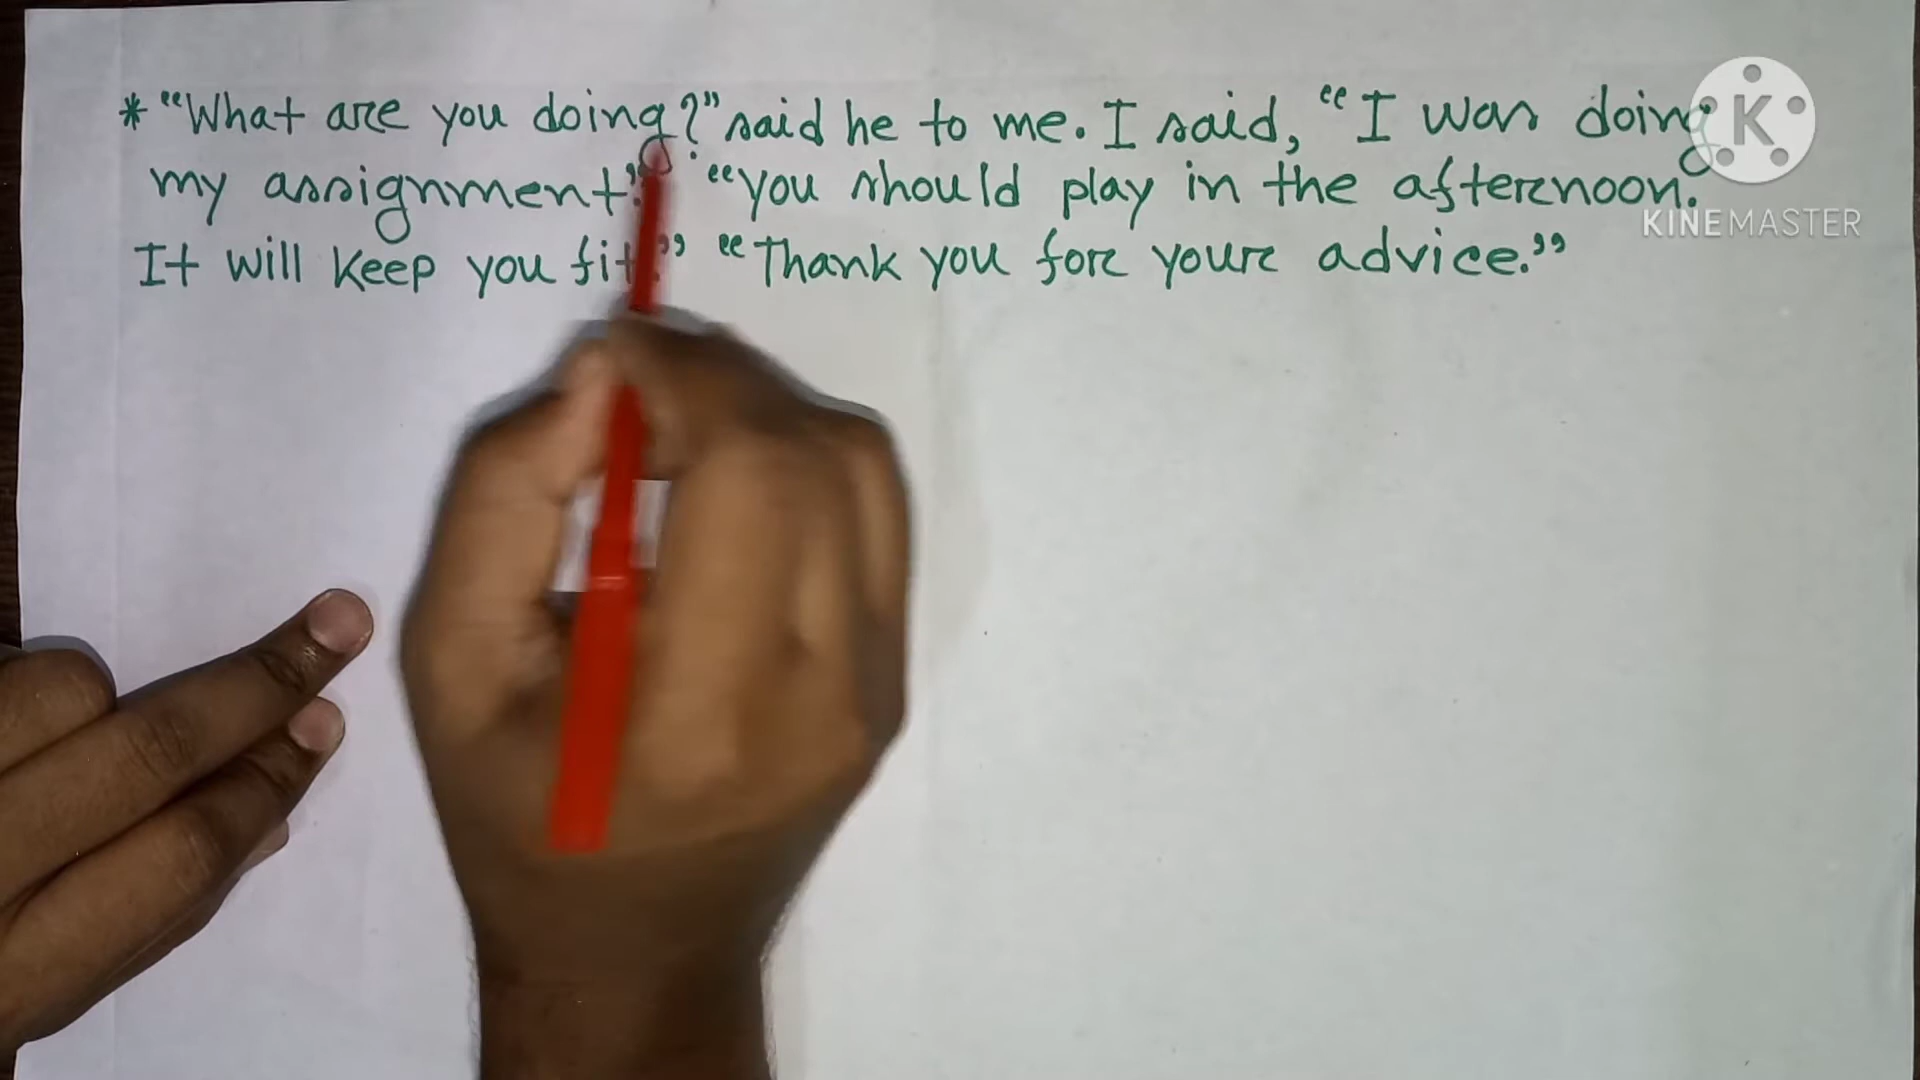 * "What are you doing?" said he to me. I said, "I was doing
my assignment." "you should play in the afternoon.
It will keep you fit." "Thank you for your advice."
K
KINEMASTER